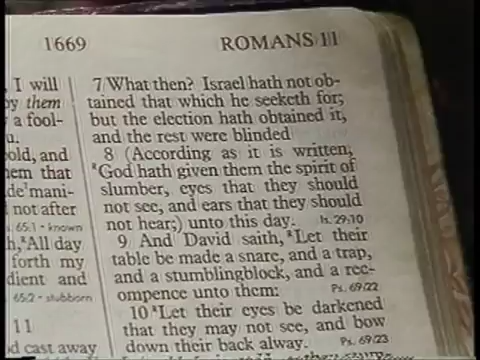 1669 ROMANS 11
, I will
by them
a fool-
u.
bold, and
hem that
de mani-
not after
65:1 • known
h, All day
forth my
dient and
65:2 • stubborn
11
d cast away
7 What then? Israel hath not ob-
tained that which he seeketh for;
but the election hath obtained it,
and the rest were blinded
8 (According as it is written,
God hath given them the spirit of
slumber, eyes that they should
not see, and ears that they should
not hear;) unto this day. Is. 29:10
9 And David saith, Let their
table be made a snare, and a trap,
and a stumblingblock, and a rec-
ompence unto them: Ps. 69:22
10 Let their eyes be darkened
that they may not see, and bow
down their back alway. Ps. 69:23